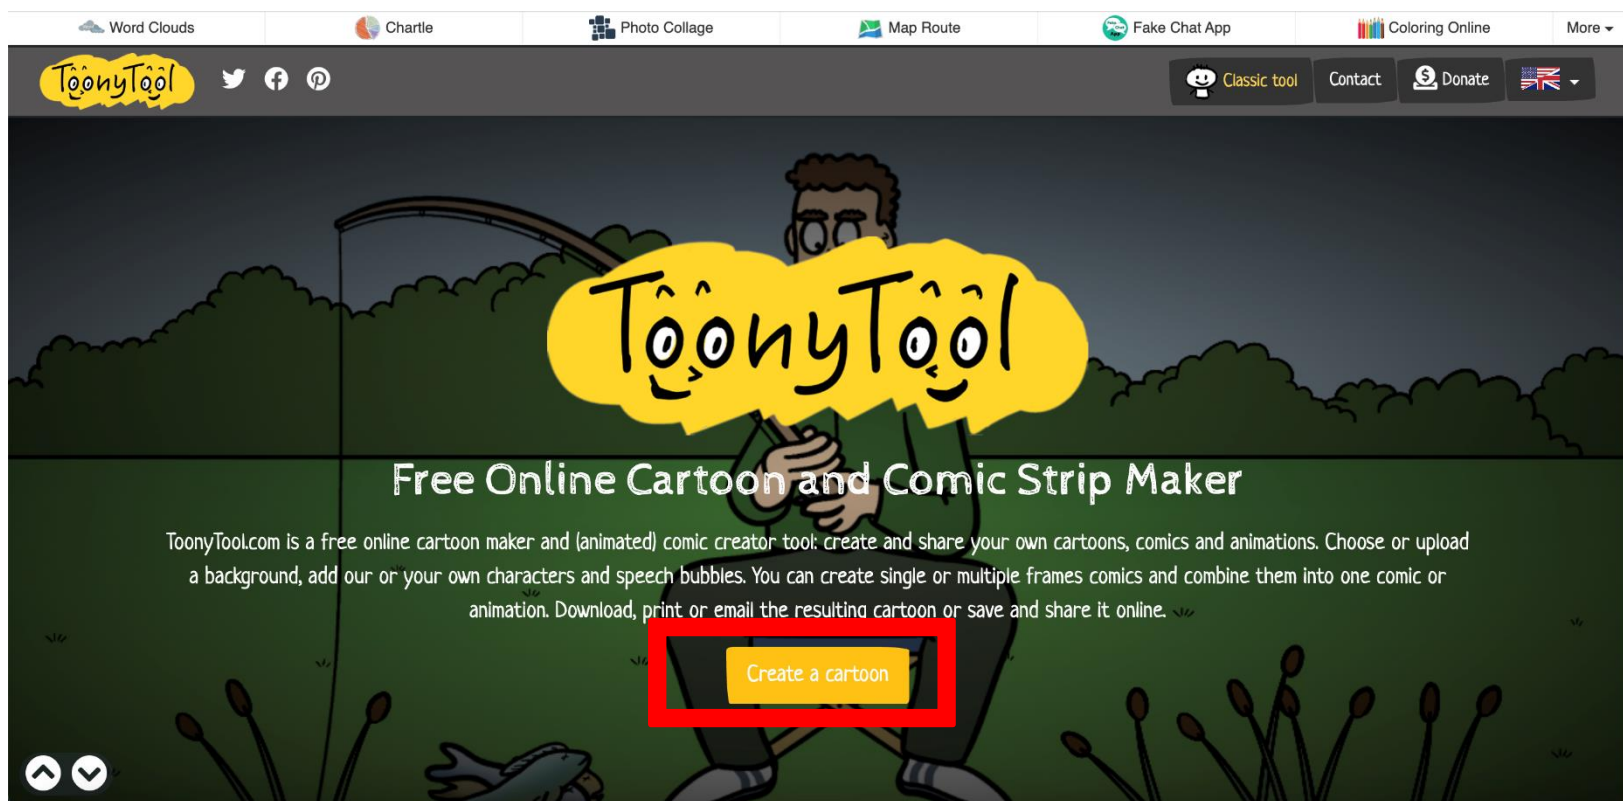 Word Clouds
Chartle
Photo Collage
Map Route
Fake Chat App
Coloring Online
More
ToonyTool
Classic tool
Contact
Donate
ToonyTool
Free Online Cartoon and Comic Strip Maker
ToonyTool.com is a free online cartoon maker and (animated) comic creator tool: create and share your own cartoons, comics and animations. Choose or upload
a background, add our or your own characters and speech bubbles. You can create single or multiple frames comics and combine them into one comic or
animation. Download, print or email the resulting cartoon or save and share it online.
Create a cartoon